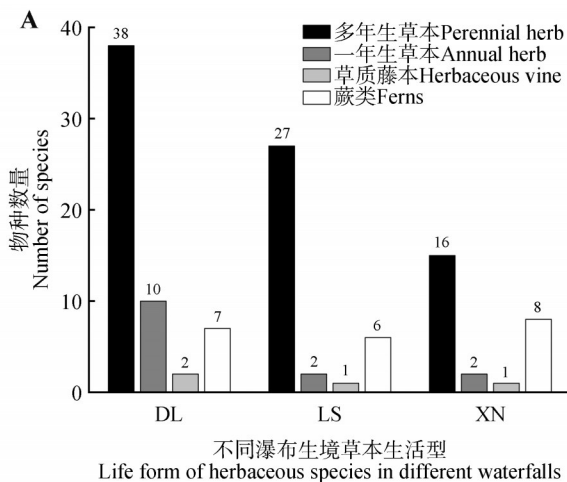 A
多年生草本Perennial herb
一年生草本Annual herb
草质藤本Herbaceous vine
蕨类Ferns
物种数量
Number of species
40
30
20
10
0
38
10
2
7
27
2
1
6
16
2
1
8
DL
LS
XN
不同瀑布生境草本生活型
Life form of herbaceous species in different waterfalls